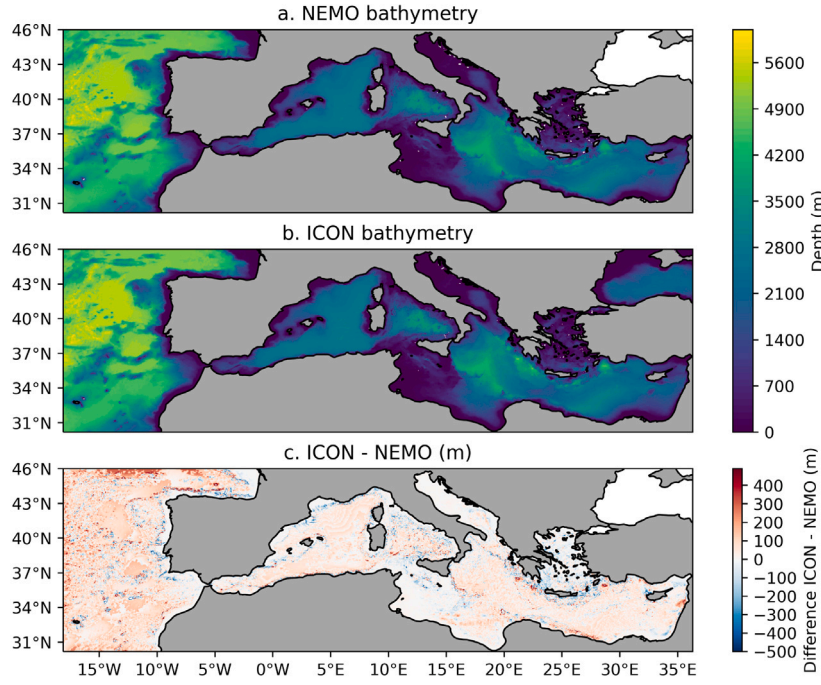 a. NEMO bathymetry
46°N
43°N
40°N
37°N
34°N
31°N
b. ICON bathymetry
46°N
43°N
40°N
37°N
34°N
31°N
5600
4900
4200
3500
2800
2100
1400
700
0
Depth (m)
c. ICON - NEMO (m)
46°N
43°N
40°N
37°N
34°N
31°N
15°W 10°W 5°W 0°W 5°E 10°E 15°E 20°E 25°E 30°E 35°E
400
300
200
100
0
−100
−200
−300
−400
−500
Difference ICON - NEMO (m)